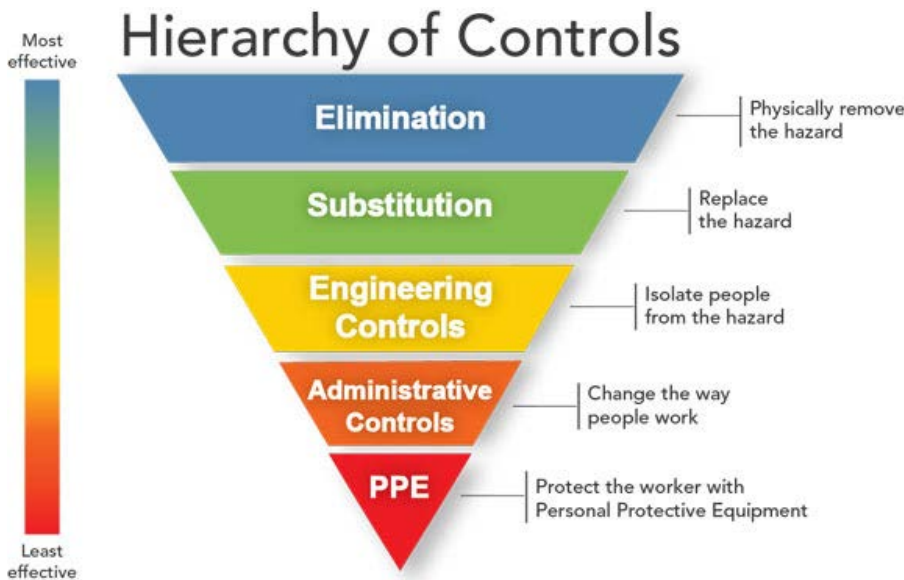 Hierarchy of Controls
Most
effective
Elimination
Physically remove
the hazard
Substitution
Replace
the hazard
Engineering
Controls
Isolate people
from the hazard
Administrative
Controls
Change the way
people work
PPE
Protect the worker with
Personal Protective Equipment
Least
effective